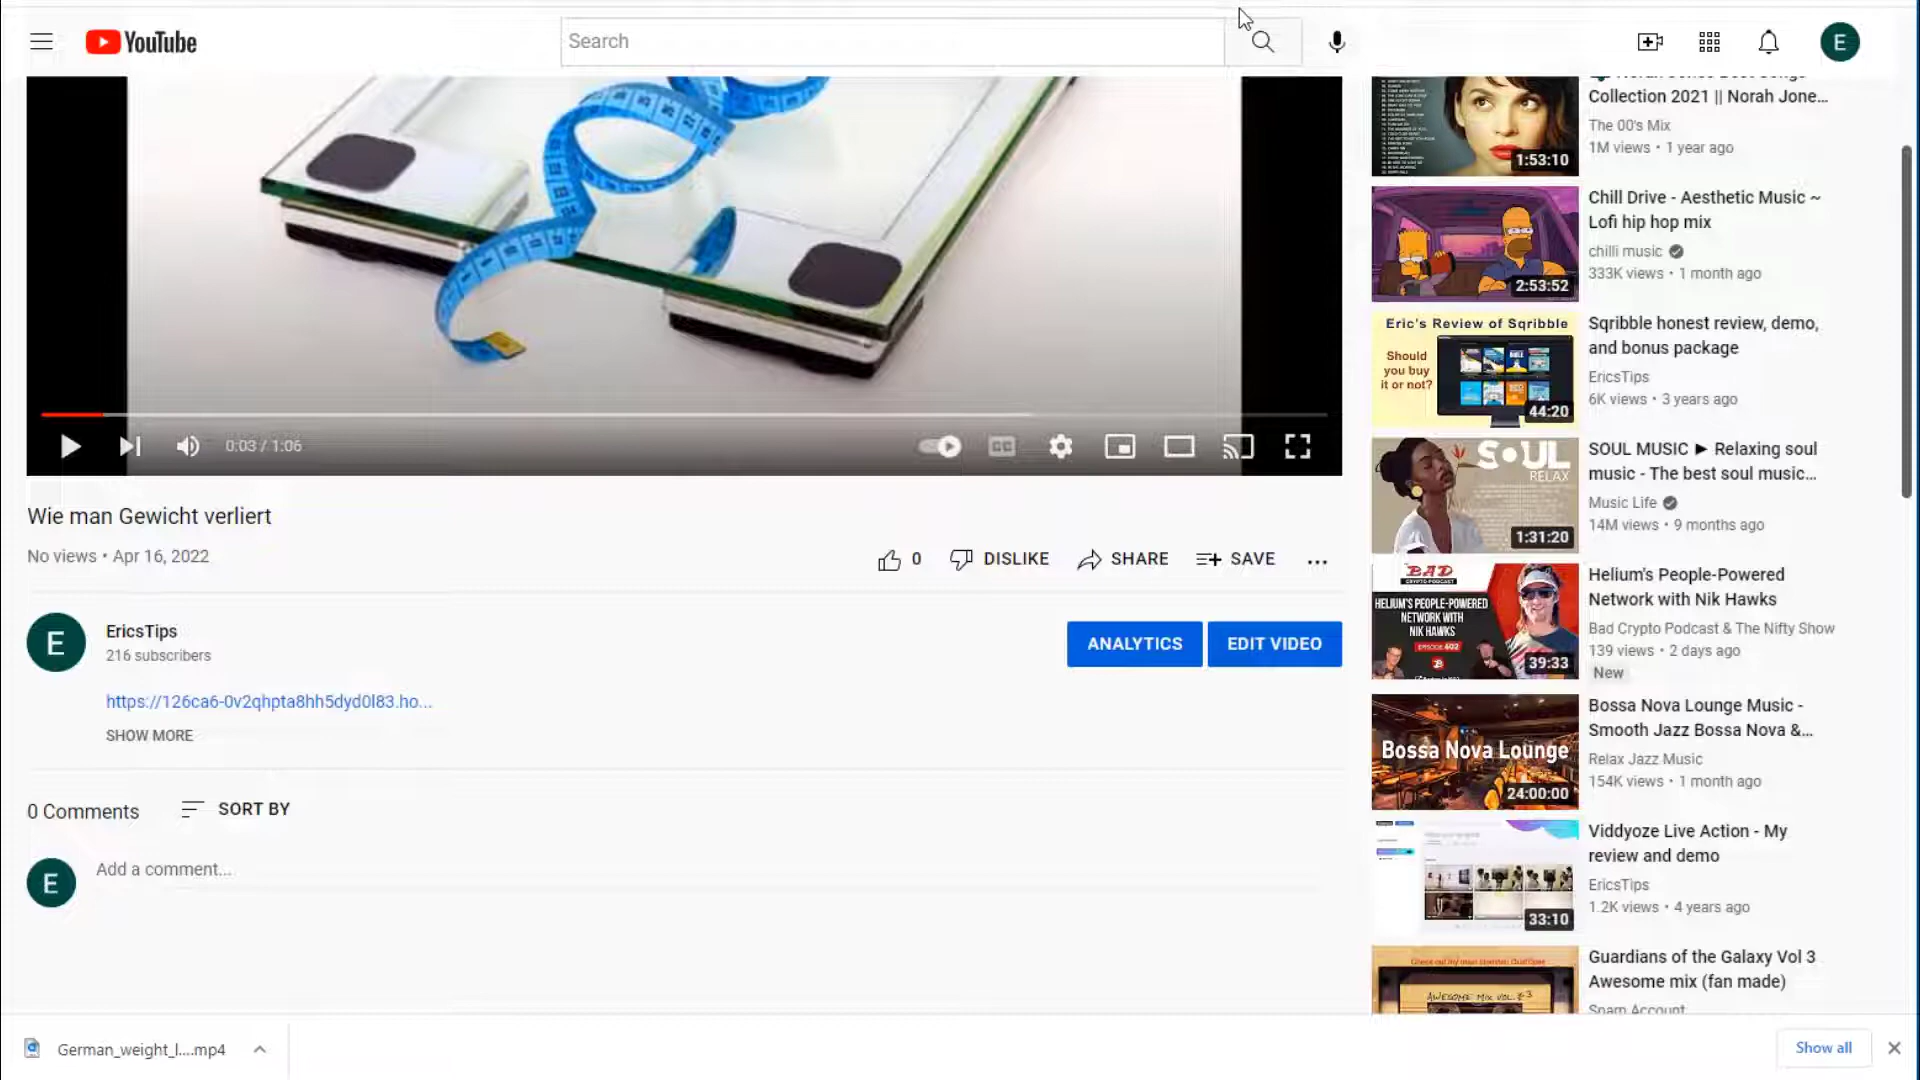 YouTube
Search
E
0:03 / 1:06
CC
Wie man Gewicht verliert
No views • Apr 16, 2022
0
DISLIKE
SHARE
SAVE
...
E
EricsTips
216 subscribers
ANALYTICS
EDIT VIDEO
https://126ca6-0v2qhpta8hh5dyd0l83.ho...
SHOW MORE
0 Comments
SORT BY
E
Add a comment...
Collection 2021 || Norah Jone...
The 00's Mix
1M views • 1 year ago
1:53:10
Chill Drive - Aesthetic Music ~
Lofi hip hop mix
chilli music
333K views • 1 month ago
2:53:52
Eric's Review of Sqribble
Should
you buy
it or not?
44:20
Sqribble honest review, demo,
and bonus package
EricsTips
6K views • 3 years ago
SOUL
RELAX
1:31:20
SOUL MUSIC ► Relaxing soul
music - The best soul music...
Music Life
14M views • 9 months ago
BAD
CRYPTO PODCAST
HELIUM'S PEOPLE-POWERED
NETWORK WITH
NIK HAWKS
EPISODE 602
39:33
Helium's People-Powered
Network with Nik Hawks
Bad Crypto Podcast & The Nifty Show
139 views • 2 days ago
New
Bossa Nova Lounge
24:00:00
Bossa Nova Lounge Music -
Smooth Jazz Bossa Nova &...
Relax Jazz Music
154K views • 1 month ago
33:10
Viddyoze Live Action - My
review and demo
EricsTips
1.2K views • 4 years ago
AWESOME MIX VOL. #3
Guardians of the Galaxy Vol 3
Awesome mix (fan made)
Spam Account
German_weight_l....mp4
Show all